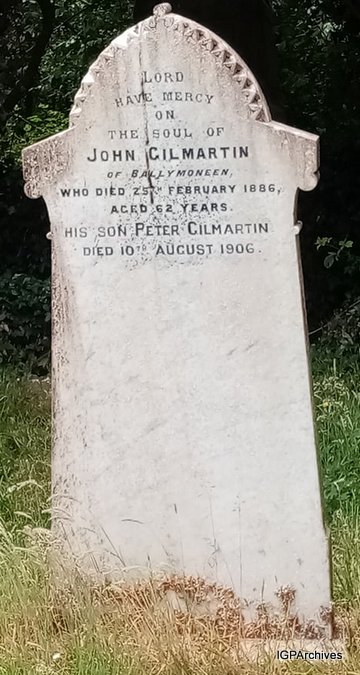 LORD
HAVE MERCY
ON
THE SOUL OF
JOHN GILMARTIN
OF BALLYMONEEN,
WHO DIED 25TH FEBRUARY 1886,
AGED 62 YEARS.
HIS SON PETER GILMARTIN
DIED 10TH AUGUST 1906.
IGPArchives